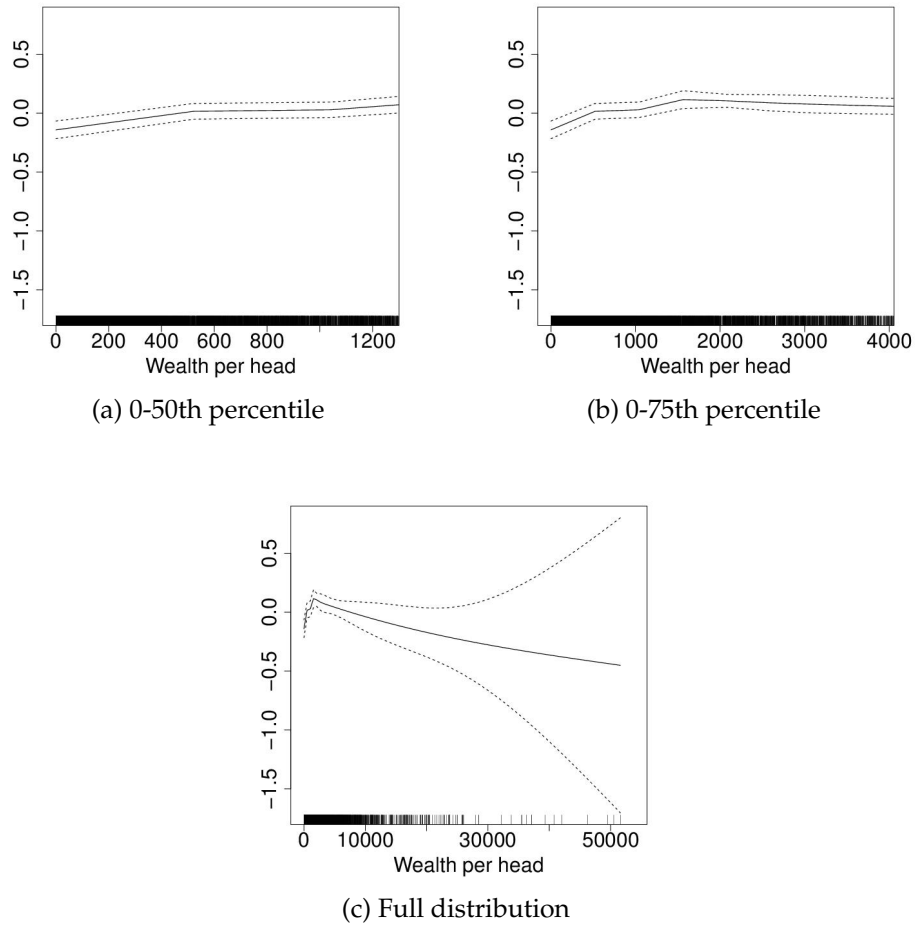 0.5
0.0
−0.5
−1.0
−1.5
0 200 400 600 800 1200
Wealth per head
(a) 0-50th percentile
0.5
0.0
−0.5
−1.0
−1.5
0 1000 2000 3000 4000
Wealth per head
(b) 0-75th percentile
0.5
0.0
−0.5
−1.0
−1.5
0 10000 30000 50000
Wealth per head
(c) Full distribution